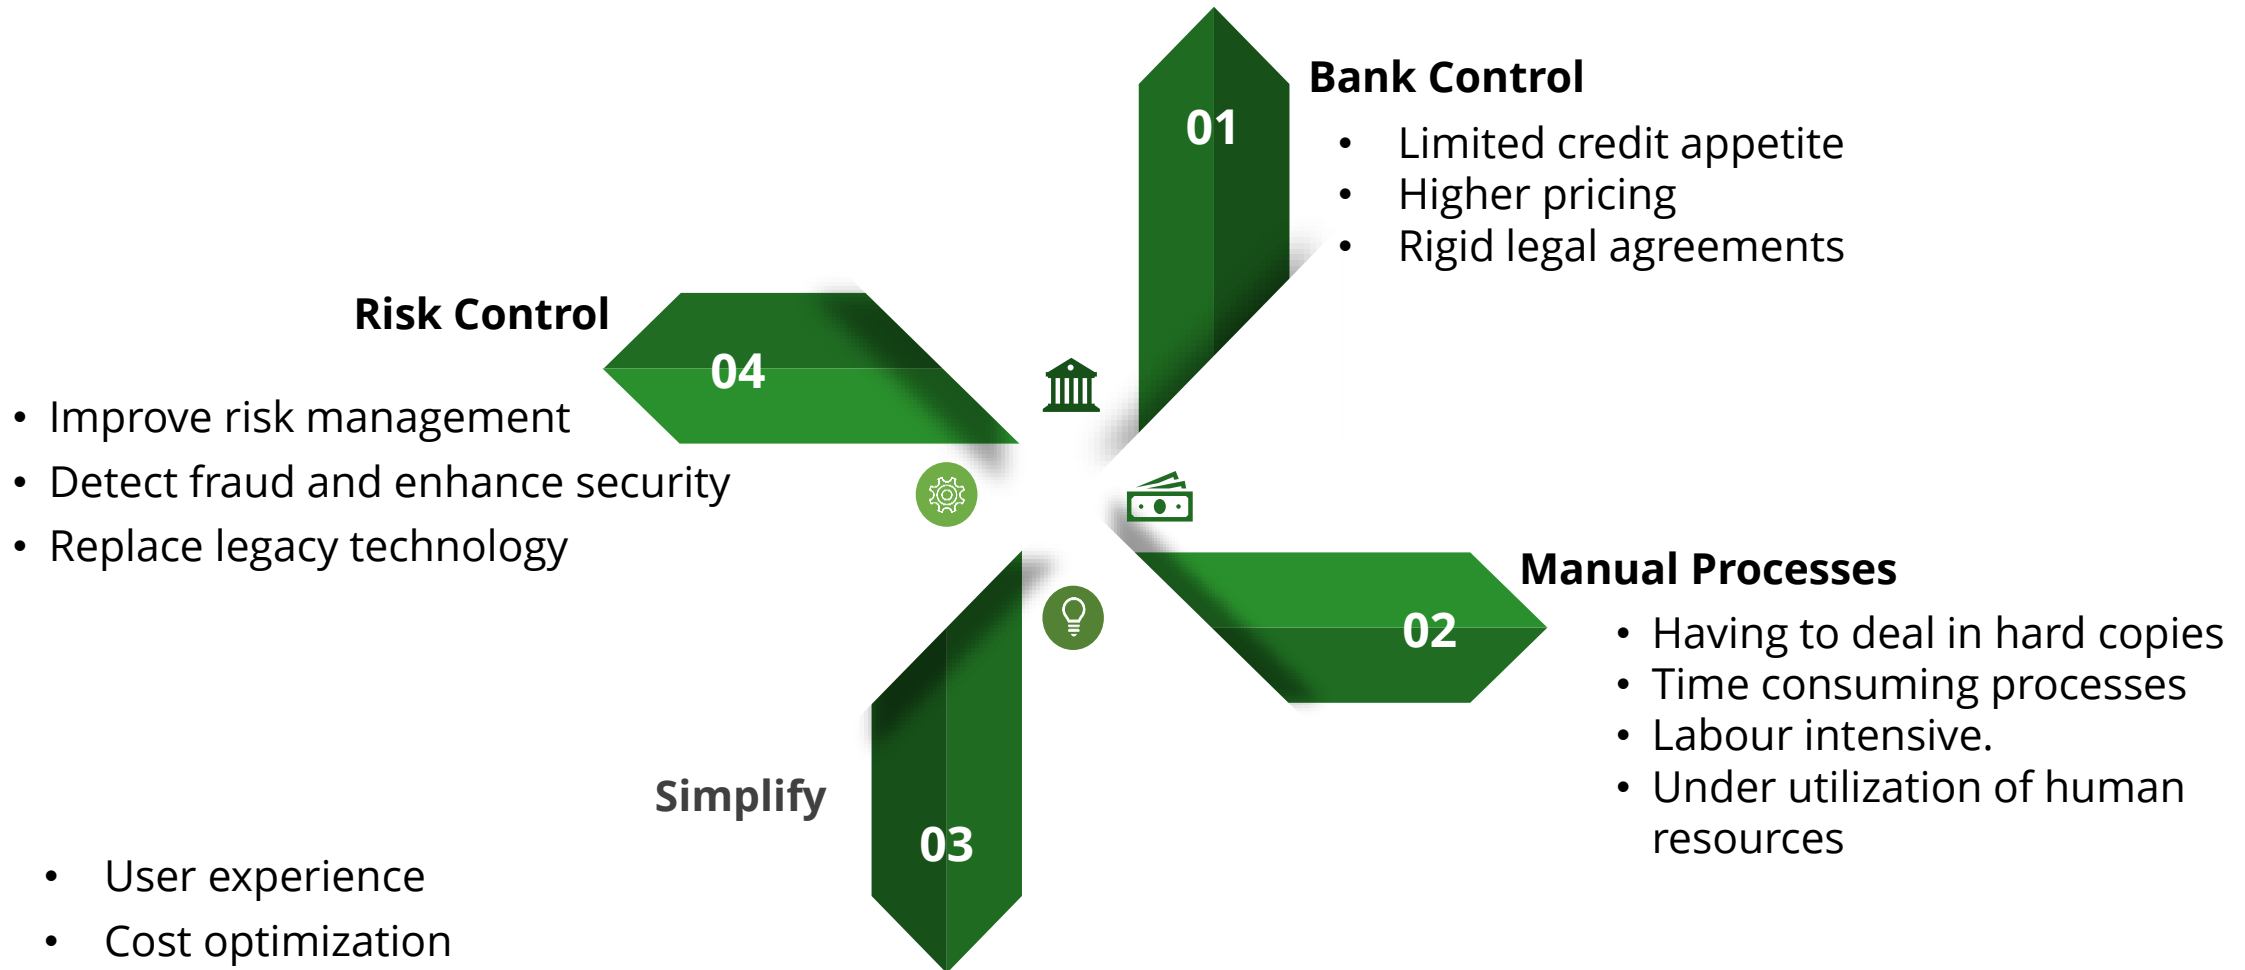 Bank Control
01
• Limited credit appetite
• Higher pricing
• Rigid legal agreements
Risk Control
04
• Improve risk management
• Detect fraud and enhance security
• Replace legacy technology
Manual Processes
02
• Having to deal in hard copies
• Time consuming processes
• Labour intensive.
• Under utilization of human
resources
Simplify
03
• User experience
• Cost optimization